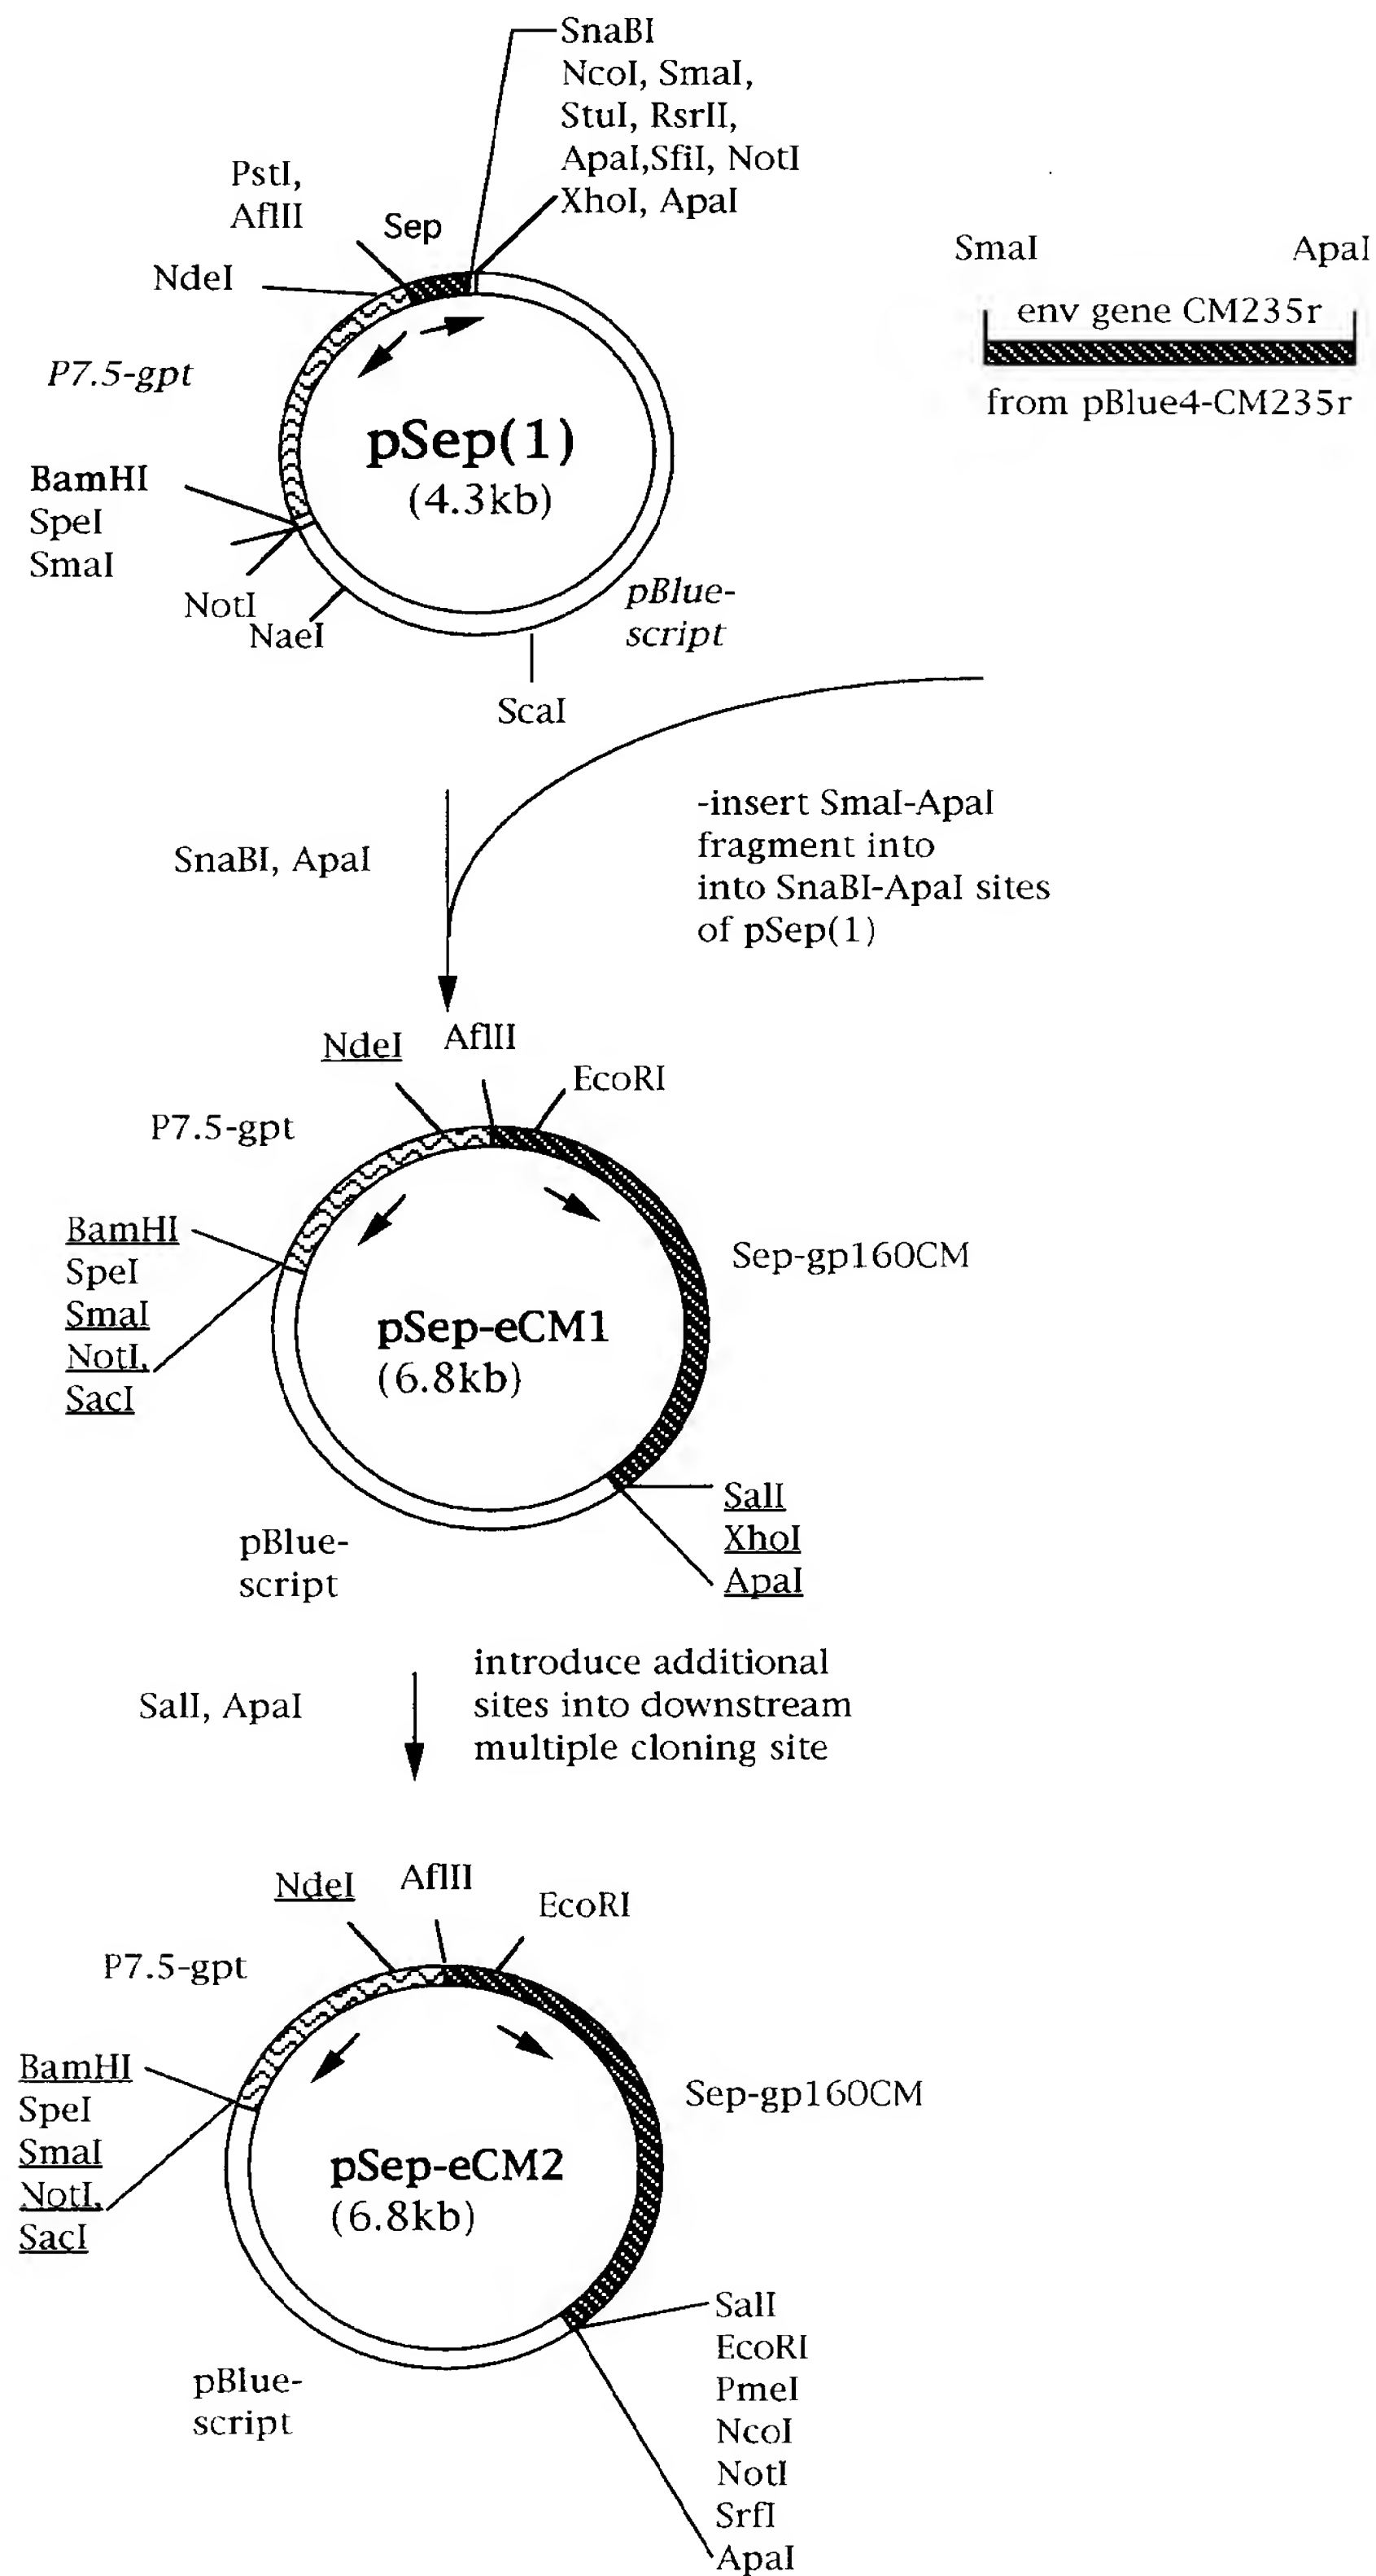 SnaBI
NcoI, SmaI,
StuI, RsrII,
ApaI,SfiI, NotI
XhoI, ApaI
PstI,
AflII
Sep
NdeI
P7.5-gpt
pSep(1)
(4.3kb)
BamHI
SpeI
SmaI
NotI
NaeI
pBlue-
script
ScaI
SmaI ApaI
env gene CM235r
from pBlue4-CM235r
SnaBI, ApaI
-insert SmaI-ApaI
fragment into
into SnaBI-ApaI sites
of pSep(1)
NdeI
AflII
EcoRI
P7.5-gpt
BamHI
SpeI
SmaI
NotI,
SacI
pSep-eCM1
(6.8kb)
Sep-gp160CM
SalI
XhoI
ApaI
pBlue-
script
SalI, ApaI
introduce additional
sites into downstream
multiple cloning site
NdeI
AflII
EcoRI
P7.5-gpt
BamHI
SpeI
SmaI
NotI,
SacI
pSep-eCM2
(6.8kb)
Sep-gp160CM
pBlue-
script
SalI
EcoRI
PmeI
NcoI
NotI
SrfI
ApaI